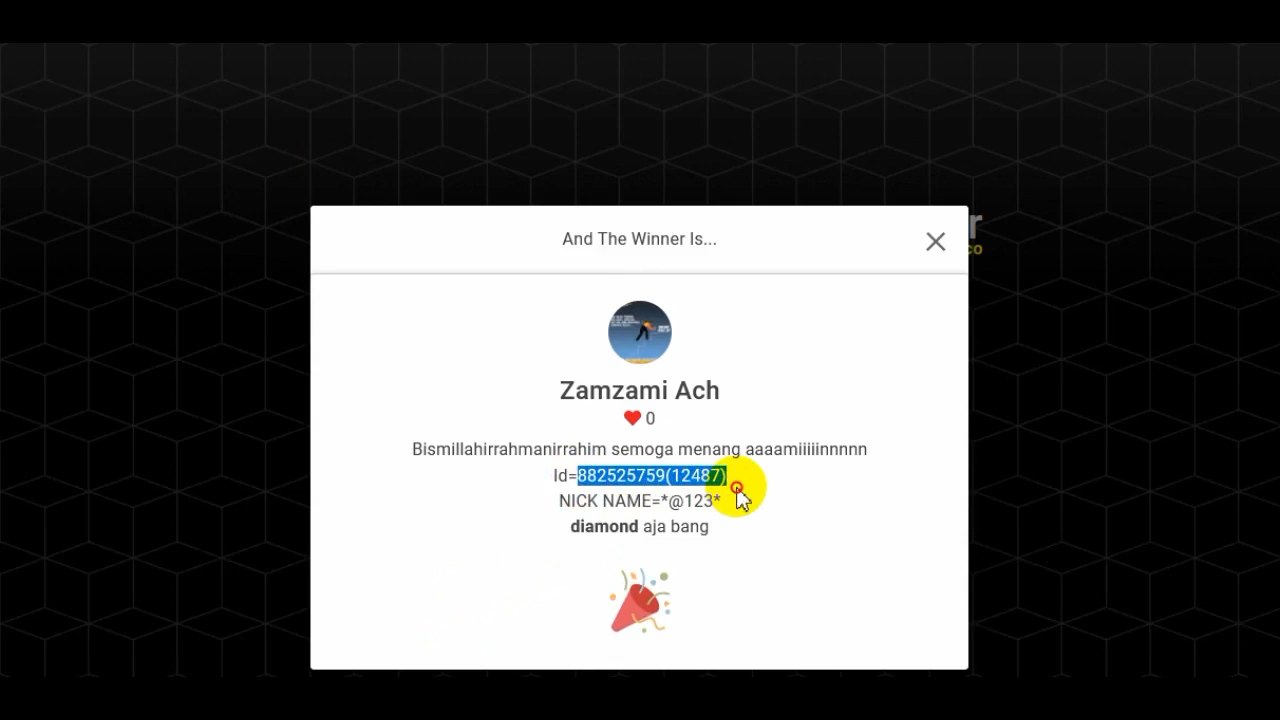 And The Winner Is...
r
co
Zamzami Ach
0
Bismillahirrahmanirrahim semoga menang aaaamiiiiinnnnn
Id=882525759(12487)
NICK NAME=*@123*
diamond aja bang